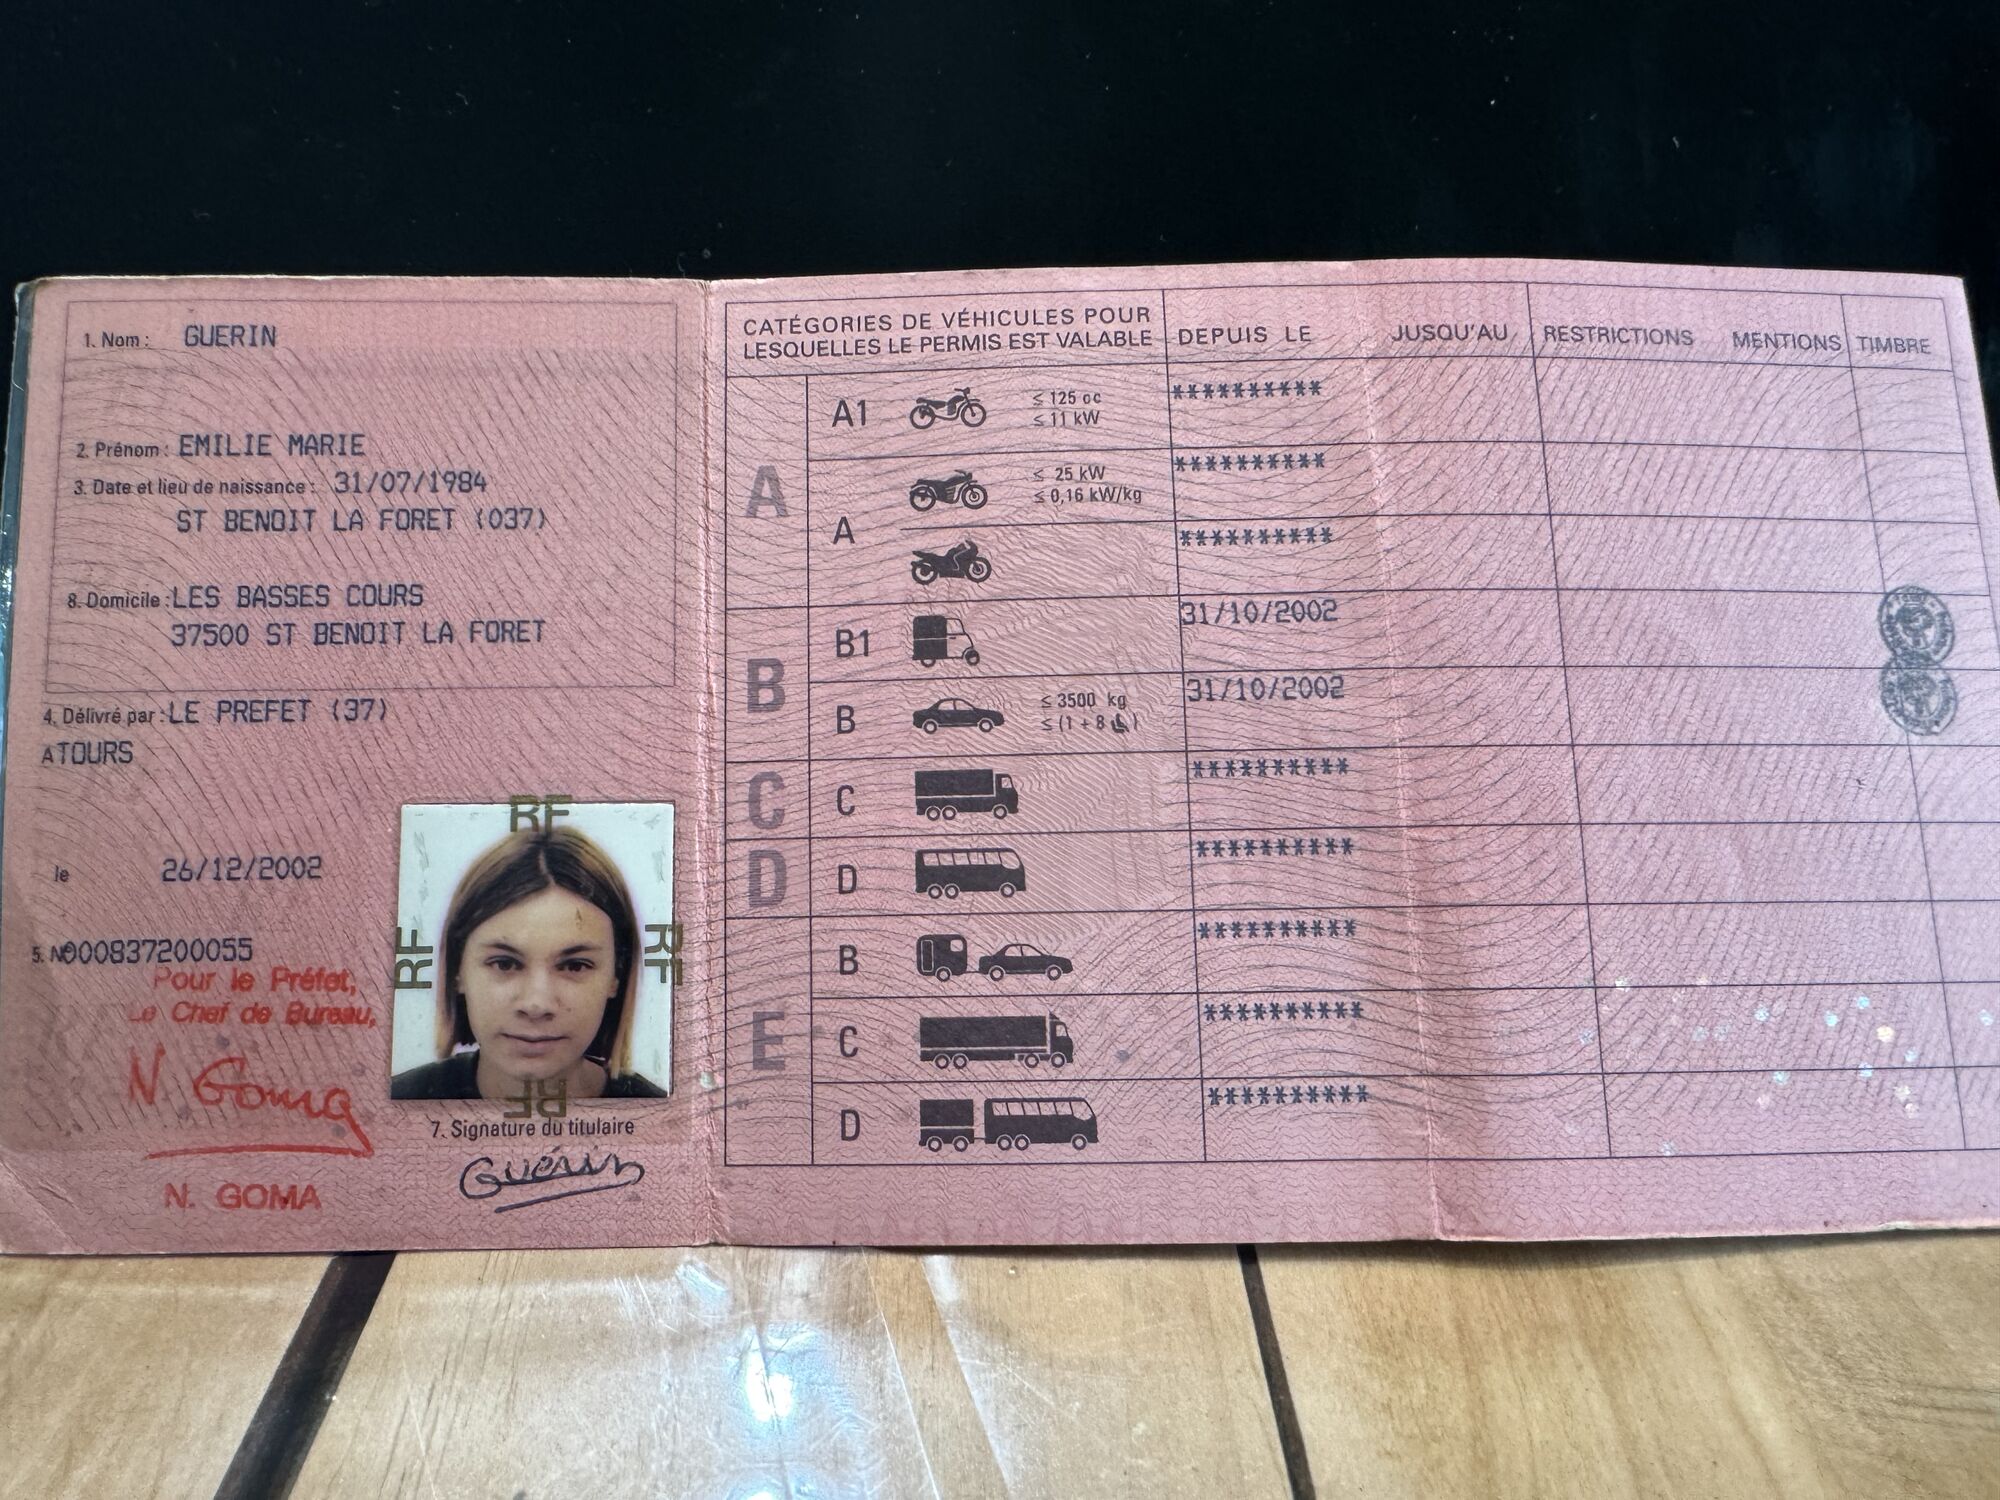 1. Nom : GUERIN
2. Prénom : EMILIE MARIE
3. Date et lieu de naissance : 31/07/1984
ST BENOIT LA FORET (037)
8. Domicile : LES BASSES COURS
37500 ST BENOIT LA FORET
4. Délivré par : LE PREFET (37)
A TOURS
le 26/12/2002
5. N° 000837200055
Pour le Préfet,
Le Chef de Bureau,
N. Goma
N. GOMA
RF
RF
RF
RF
7. Signature du titulaire
Guérin
CATÉGORIES DE VÉHICULES POUR
LESQUELLES LE PERMIS EST VALABLE
DEPUIS LE JUSQU'AU RESTRICTIONS MENTIONS TIMBRE
A
A1 ≤ 125 cc **********
≤ 11 kW
A ≤ 25 kW **********
≤ 0,16 kW/kg
**********
B
B1 31/10/2002
B ≤ 3500 kg 31/10/2002
≤ (1 + 8 )
C C **********
D D **********
E
B **********
C **********
D **********